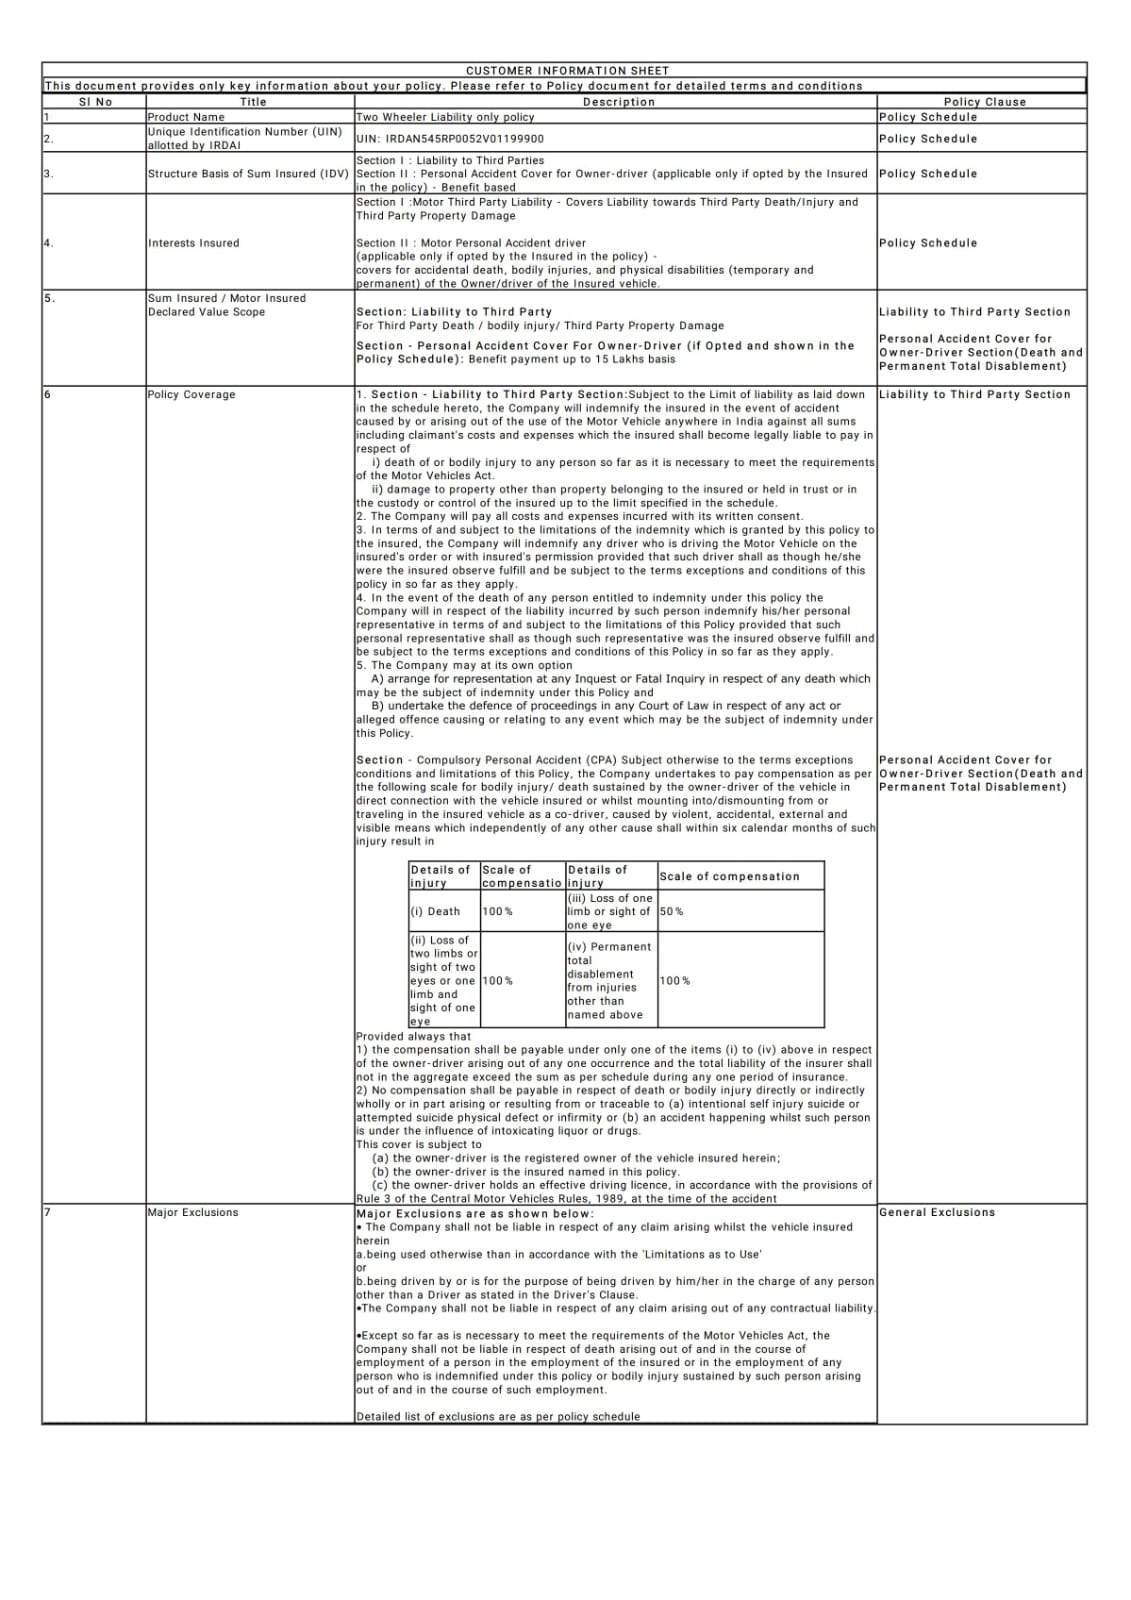 CUSTOMER INFORMATION SHEET
This document provides only key information about your policy. Please refer to Policy document for detailed terms and conditions
Sl No Title Description Policy Clause
1 Product Name Two Wheeler Liability only policy Policy Schedule
2. Unique Identification Number (UIN)
allotted by IRDAI UIN: IRDAN545RP0052V01199900 Policy Schedule
3. Structure Basis of Sum Insured (IDV) Section I : Liability to Third Parties
Section II : Personal Accident Cover for Owner-driver (applicable only if opted by the Insured
in the policy) - Benefit based
Policy Schedule
4. Interests Insured
Section I :Motor Third Party Liability - Covers Liability towards Third Party Death/Injury and
Third Party Property Damage
Section II : Motor Personal Accident driver
(applicable only if opted by the Insured in the policy) -
covers for accidental death, bodily injuries, and physical disabilities (temporary and
permanent) of the Owner/driver of the Insured vehicle.
Policy Schedule
5. Sum Insured / Motor Insured
Declared Value Scope
Section: Liability to Third Party
For Third Party Death / bodily injury/ Third Party Property Damage
Section - Personal Accident Cover For Owner-Driver (if Opted and shown in the
Policy Schedule): Benefit payment up to 15 Lakhs basis
Liability to Third Party Section
Personal Accident Cover for
Owner-Driver Section(Death and
Permanent Total Disablement)
6 Policy Coverage
1. Section - Liability to Third Party Section:Subject to the Limit of liability as laid down
in the schedule hereto, the Company will indemnify the insured in the event of accident
caused by or arising out of the use of the Motor Vehicle anywhere in India against all sums
including claimant's costs and expenses which the insured shall become legally liable to pay in
respect of
i) death of or bodily injury to any person so far as it is necessary to meet the requirements
of the Motor Vehicles Act.
ii) damage to property other than property belonging to the insured or held in trust or in
the custody or control of the insured up to the limit specified in the schedule.
2. The Company will pay all costs and expenses incurred with its written consent.
3. In terms of and subject to the limitations of the indemnity which is granted by this policy to
the insured, the Company will indemnify any driver who is driving the Motor Vehicle on the
insured's order or with insured's permission provided that such driver shall as though he/she
were the insured observe fulfill and be subject to the terms exceptions and conditions of this
policy in so far as they apply.
4. In the event of the death of any person entitled to indemnity under this policy the
Company will in respect of the liability incurred by such person indemnify his/her personal
representative in terms of and subject to the limitations of this Policy provided that such
personal representative shall as though such representative was the insured observe fulfill and
be subject to the terms exceptions and conditions of this Policy in so far as they apply.
5. The Company may at its own option
A) arrange for representation at any Inquest or Fatal Inquiry in respect of any death which
may be the subject of indemnity under this Policy and
B) undertake the defence of proceedings in any Court of Law in respect of any act or
alleged offence causing or relating to any event which may be the subject of indemnity under
this Policy.
Liability to Third Party Section
Section - Compulsory Personal Accident (CPA) Subject otherwise to the terms exceptions
conditions and limitations of this Policy, the Company undertakes to pay compensation as per
the following scale for bodily injury/ death sustained by the owner-driver of the vehicle in
direct connection with the vehicle insured or whilst mounting into/dismounting from or
traveling in the insured vehicle as a co-driver, caused by violent, accidental, external and
visible means which independently of any other cause shall within six calendar months of such
injury result in
Personal Accident Cover for
Owner-Driver Section(Death and
Permanent Total Disablement)
Details of
injury
Scale of
compensatio
Details of
injury
Scale of compensation
(i) Death 100%
(iii) Loss of one
limb or sight of
one eye
50%
(ii) Loss of
two limbs or
sight of two
eyes or one
limb and
sight of one
eye
100%
(iv) Permanent
total
disablement
from injuries
other than
named above
100%
Provided always that
1) the compensation shall be payable under only one of the items (i) to (iv) above in respect
of the owner-driver arising out of any one occurrence and the total liability of the insurer shall
not in the aggregate exceed the sum as per schedule during any one period of insurance.
2) No compensation shall be payable in respect of death or bodily injury directly or indirectly
wholly or in part arising or resulting from or traceable to (a) intentional self injury suicide or
attempted suicide physical defect or infirmity or (b) an accident happening whilst such person
is under the influence of intoxicating liquor or drugs.
This cover is subject to
(a) the owner-driver is the registered owner of the vehicle insured herein;
(b) the owner-driver is the insured named in this policy.
(c) the owner-driver holds an effective driving licence, in accordance with the provisions of
Rule 3 of the Central Motor Vehicles Rules, 1989, at the time of the accident
7 Major Exclusions Major Exclusions are as shown below: General Exclusions
• The Company shall not be liable in respect of any claim arising whilst the vehicle insured
herein
a.being used otherwise than in accordance with the 'Limitations as to Use'
or
b.being driven by or is for the purpose of being driven by him/her in the charge of any person
other than a Driver as stated in the Driver's Clause.
•The Company shall not be liable in respect of any claim arising out of any contractual liability.
•Except so far as is necessary to meet the requirements of the Motor Vehicles Act, the
Company shall not be liable in respect of death arising out of and in the course of
employment of a person in the employment of the insured or in the employment of any
person who is indemnified under this policy or bodily injury sustained by such person arising
out of and in the course of such employment.
Detailed list of exclusions are as per policy schedule